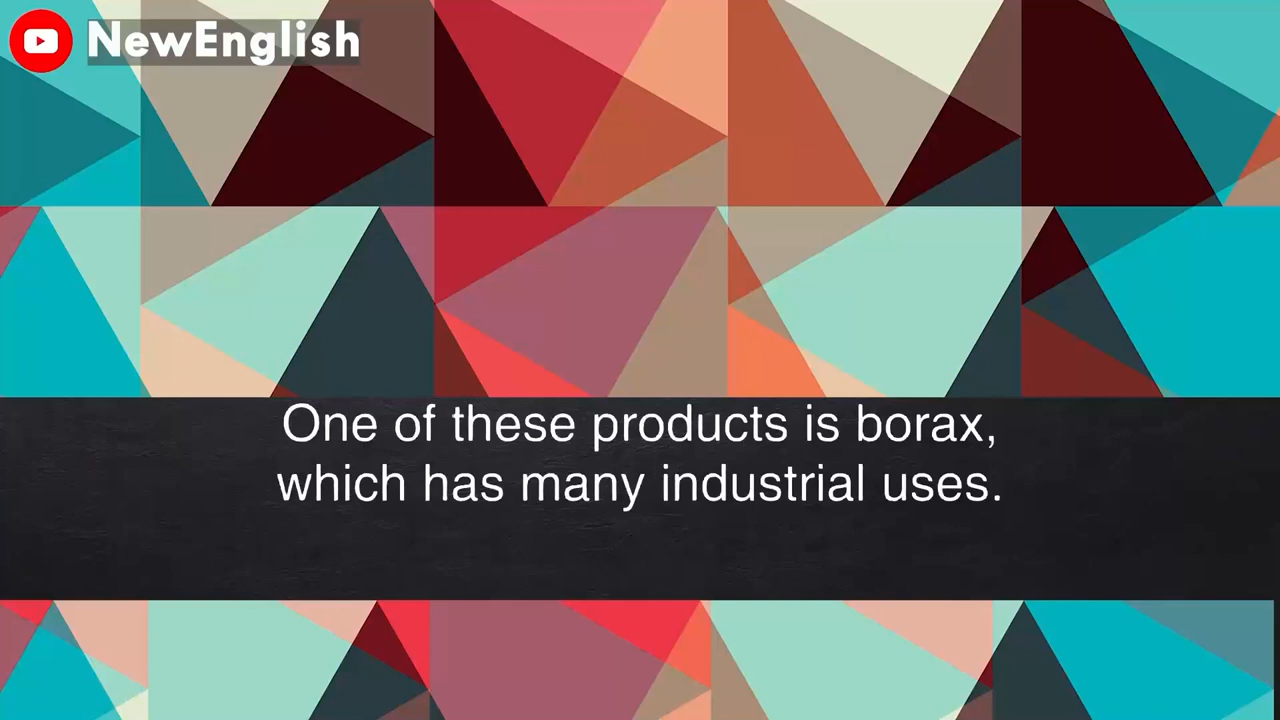 NewEnglish
One of these products is borax,
which has many industrial uses.